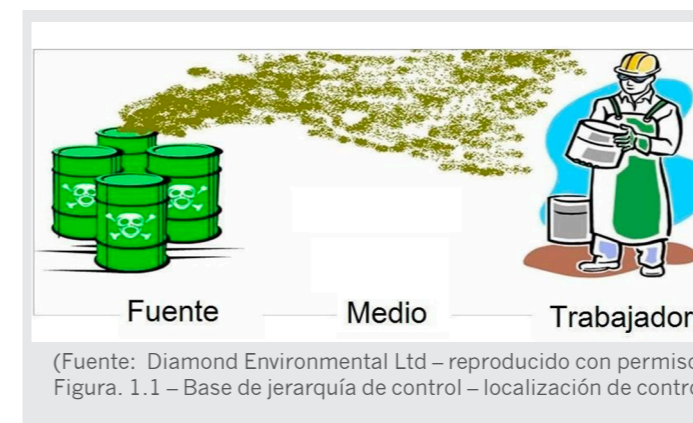 Fuente Medio Trabajador
(Fuente: Diamond Environmental Ltd – reproducido con permiso
Figura. 1.1 – Base de jerarquía de control – localización de